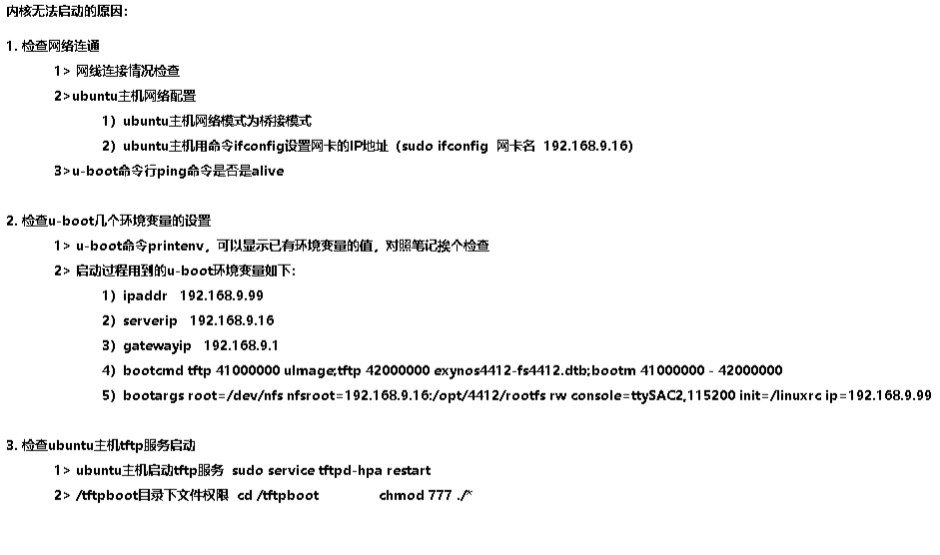 内核无法启动的原因：
1. 检查网络连通
1> 网线连接情况检查
2>ubuntu主机网络配置
1）ubuntu主机网络模式为桥接模式
2）ubuntu主机用命令ifconfig设置网卡的IP地址（sudo ifconfig 网卡名 192.168.9.16）
3>u-boot命令行ping命令是否是alive
2. 检查u-boot几个环境变量的设置
1> u-boot命令printenv，可以显示已有环境变量的值，对照笔记挨个检查
2> 启动过程用到的u-boot环境变量如下：
1）ipaddr 192.168.9.99
2）serverip 192.168.9.16
3）gatewayip 192.168.9.1
4）bootcmd tftp 41000000 uImage;tftp 42000000 exynos4412-fs4412.dtb;bootm 41000000 - 42000000
5）bootargs root=/dev/nfs nfsroot=192.168.9.16:/opt/4412/rootfs rw console=ttySAC2,115200 init=/linuxrc ip=192.168.9.99
3. 检查ubuntu主机tftp服务启动
1> ubuntu主机启动tftp服务 sudo service tftpd-hpa restart
2> /tftpboot目录下文件权限 cd /tftpboot chmod 777 ./*